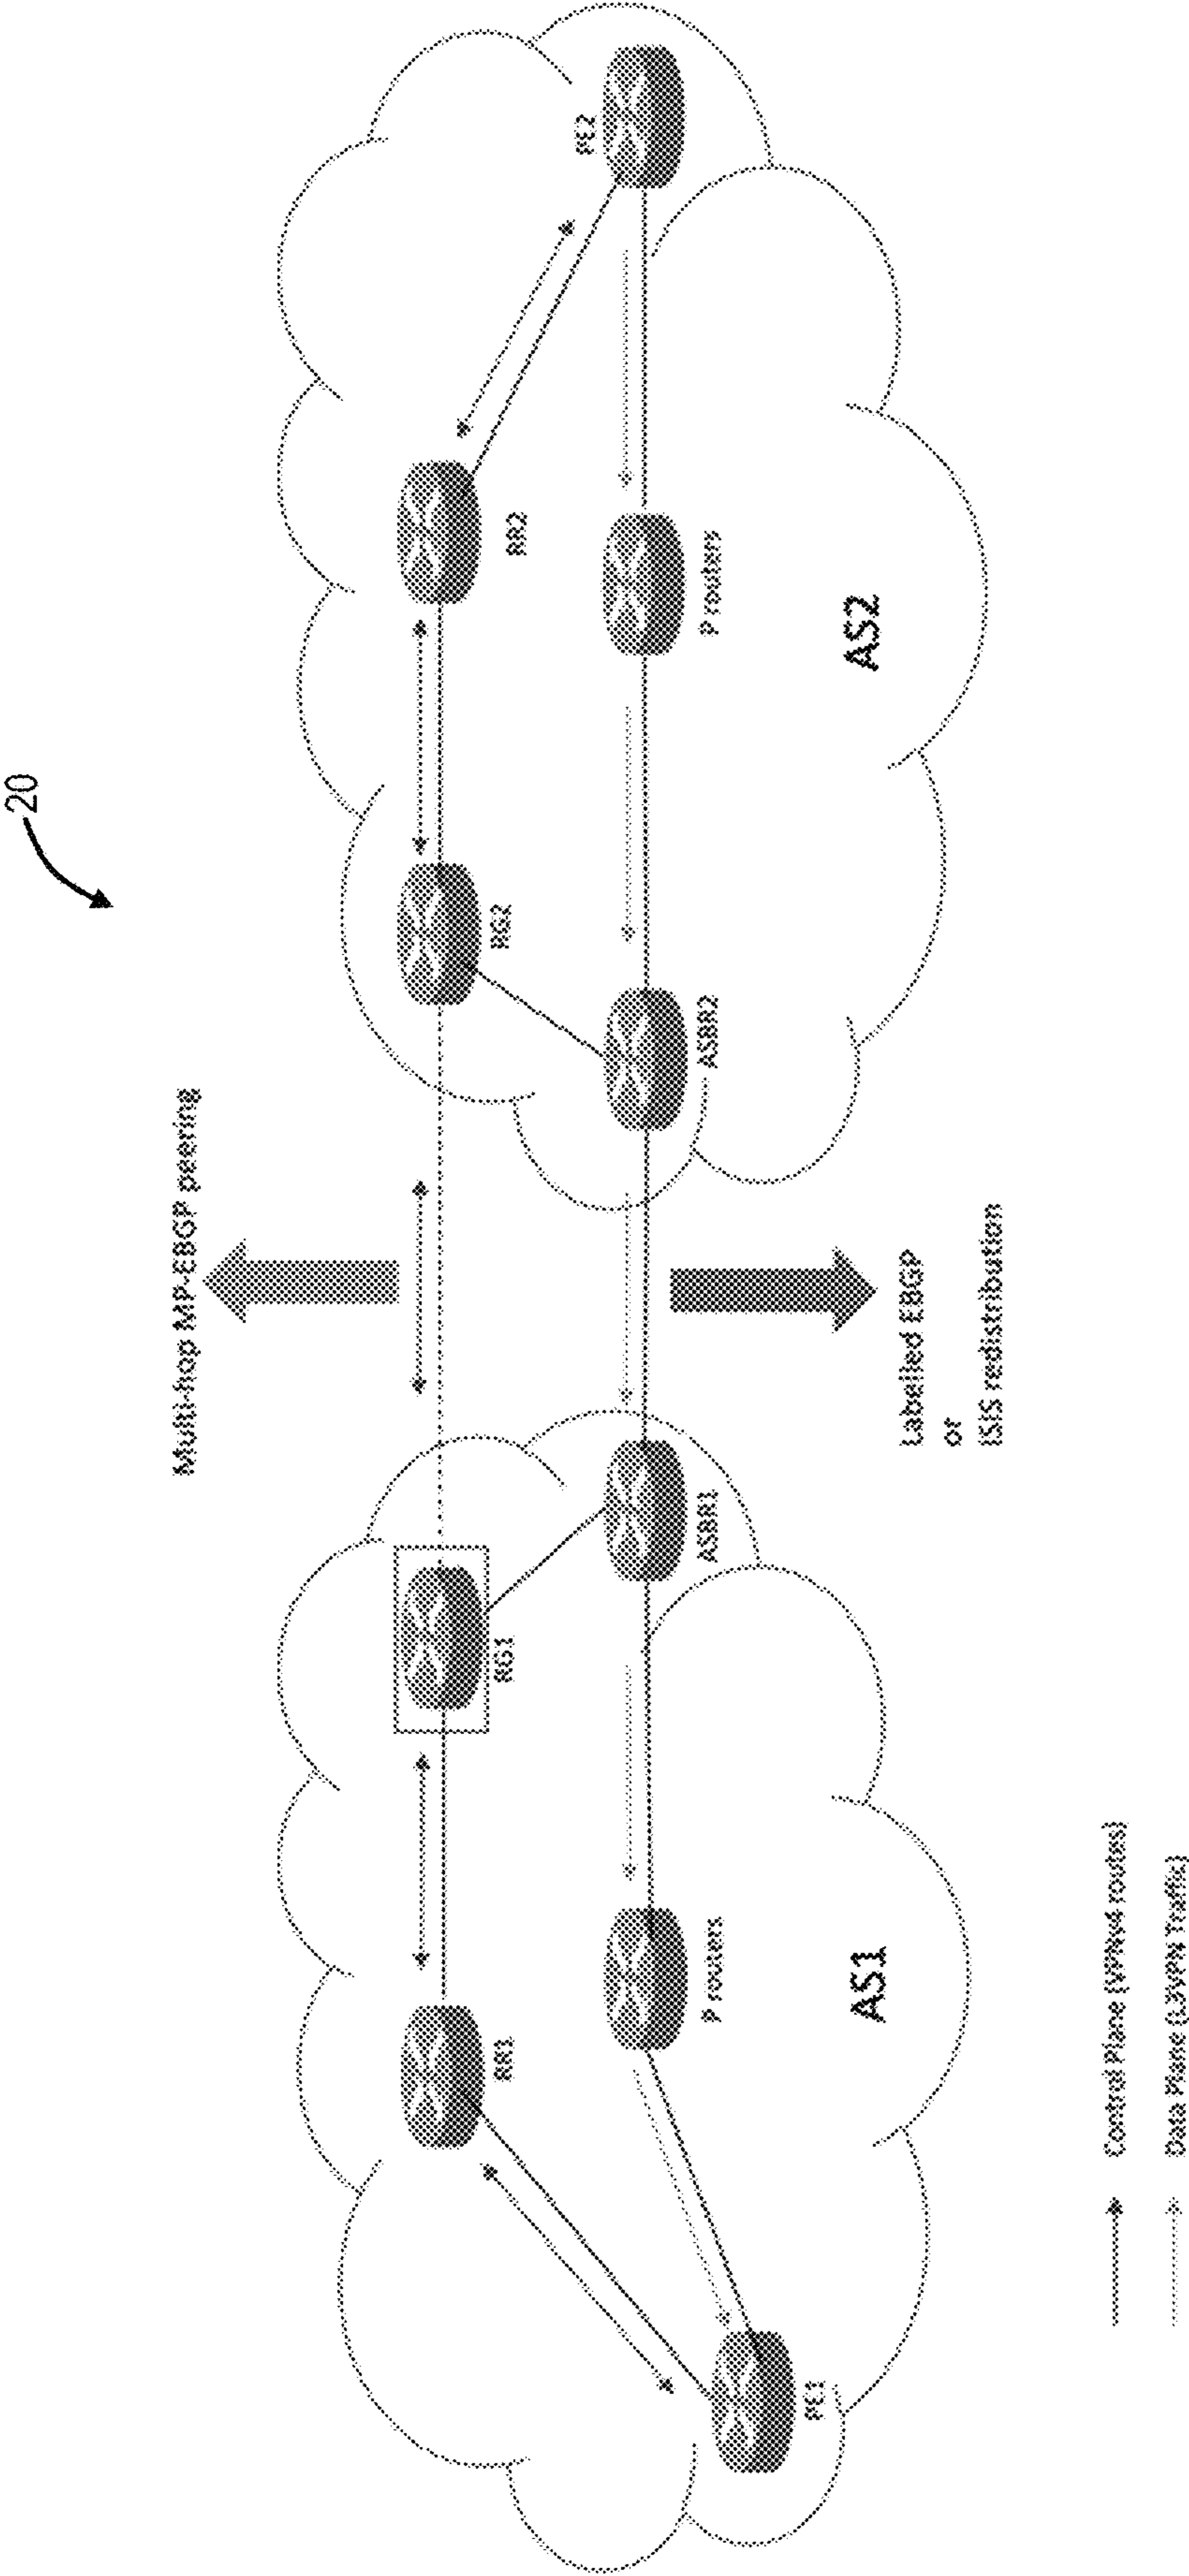 20
Multi-hop MP-EBGP peering
RR1
RG1
RG2
RR2
PE2
PE1
P routers
ASBR1
ASBR2
P routers
Labelled EBGP
or
ISIS redistribution
AS1
AS2
Control Plane (VPNv4 routes)
Data Plane (L3VPN Traffic)